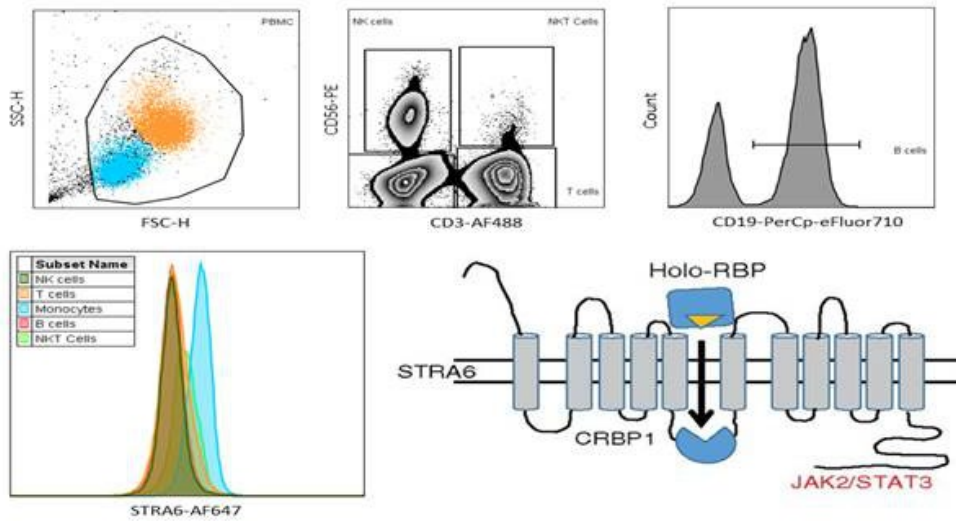 PBMC
SSC-H
FSC-H
NK cells
NKT Cells
CD56-PE
T cells
CD3-AF488
Count
B cells
CD19-PerCp-eFluor710
Subset Name
NK cells
T cells
Monocytes
B cells
NKT Cells
STRA6-AF647
Holo-RBP
STRA6
CRBP1
JAK2/STAT3